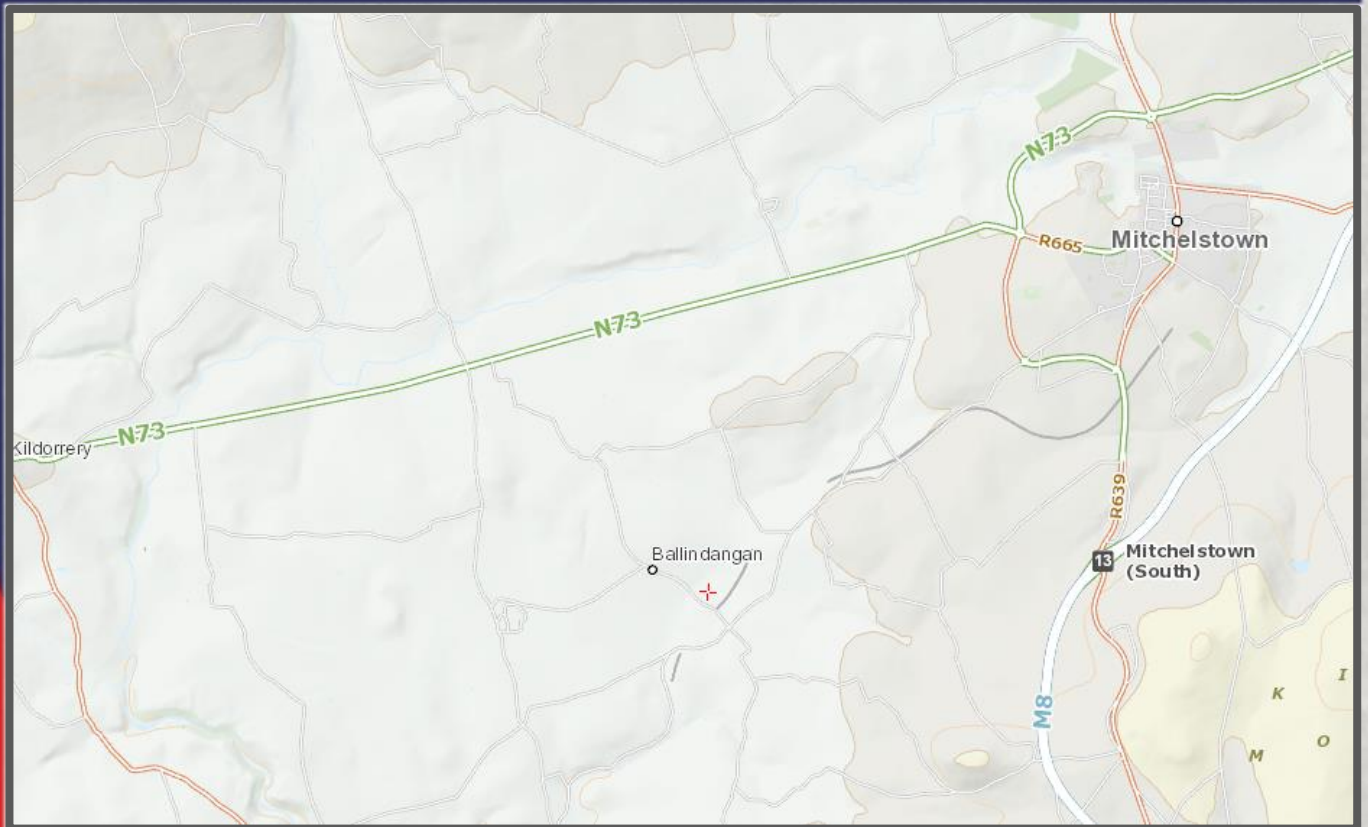 N73
R665
Mitchelstown
N73
N73
Kildorrery
R639
Ballindangan
13
Mitchelstown
(South)
K
I
M8
M
O